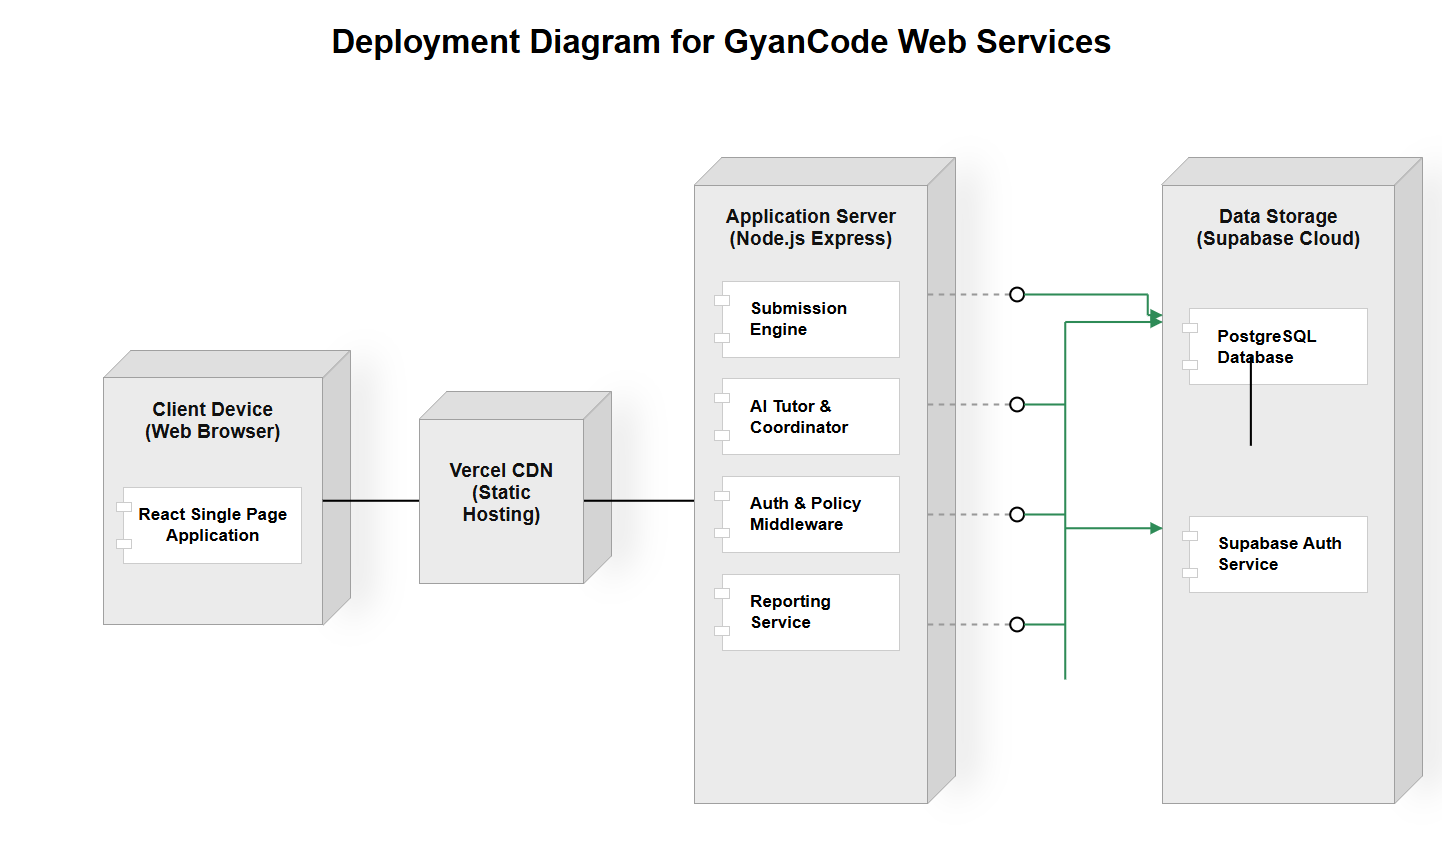 Deployment Diagram for GyanCode Web Services
Client Device
(Web Browser)
React Single Page
Application
Vercel CDN
(Static
Hosting)
Application Server
(Node.js Express)
Submission
Engine
AI Tutor &
Coordinator
Auth & Policy
Middleware
Reporting
Service
Data Storage
(Supabase Cloud)
PostgreSQL
Database
Supabase Auth
Service